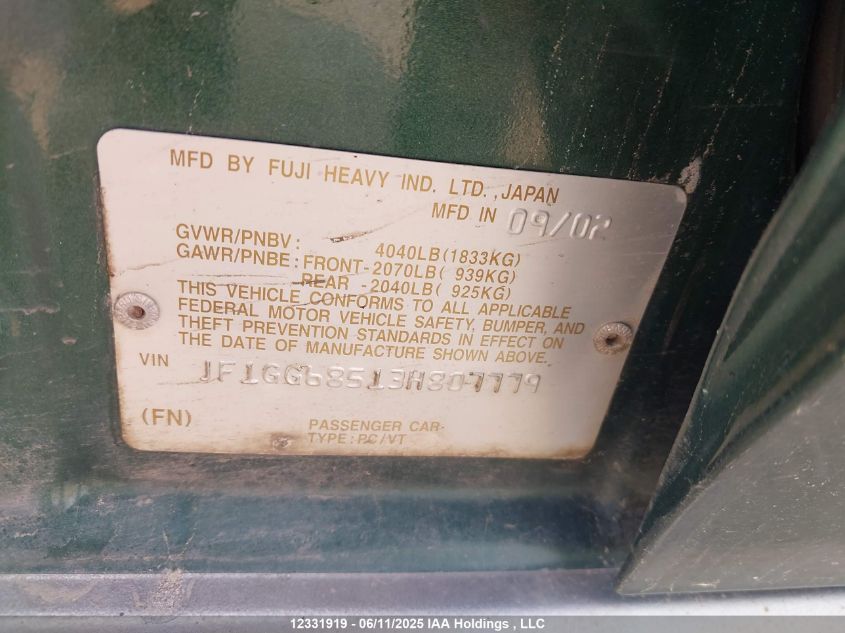 MFD BY FUJI HEAVY IND. LTD., JAPAN
MFD IN 09/02
GVWR/PNBV: 4040LB(1833KG)
GAWR/PNBE: FRONT-2070LB( 939KG)
REAR -2040LB( 925KG)
THIS VEHICLE CONFORMS TO ALL APPLICABLE
FEDERAL MOTOR VEHICLE SAFETY, BUMPER, AND
THEFT PREVENTION STANDARDS IN EFFECT ON
THE DATE OF MANUFACTURE SHOWN ABOVE.
VIN JF1GG68513H807779
(FN) PASSENGER CAR
TYPE: PC/VT
12331919 - 06/11/2025 IAA Holdings , LLC